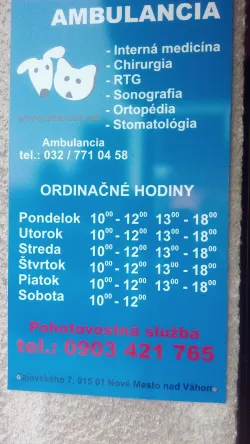 AMBULANCIA
- Interná medicína
- Chirurgia
- RTG
- Sonografia
- Ortopédia
- Stomatológia
Ambulancia
tel.: 032 / 771 04 58
ORDINAČNÉ HODINY
Pondelok 10⁰⁰ - 12⁰⁰ 13⁰⁰ - 18⁰⁰
Utorok 10⁰⁰ - 12⁰⁰ 13⁰⁰ - 18⁰⁰
Streda 10⁰⁰ - 12⁰⁰ 13⁰⁰ - 18⁰⁰
Štvrtok 10⁰⁰ - 12⁰⁰ 13⁰⁰ - 18⁰⁰
Piatok 10⁰⁰ - 12⁰⁰ 13⁰⁰ - 18⁰⁰
Sobota 10⁰⁰ - 12⁰⁰
Pohotovostná služba
tel.: 0903 421 765
7, 915 01 Nové Mesto nad Váhom